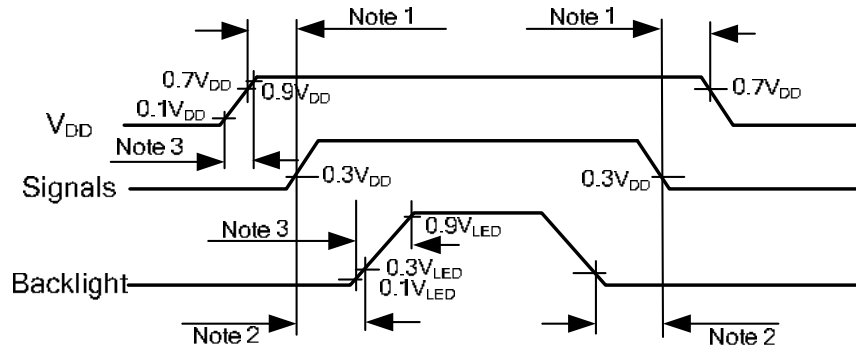 Note 1
Note 1
0.7VDD
0.9VDD
0.7VDD
0.1VDD
VDD
Note 3
Signals
0.3VDD
0.3VDD
Note 3
0.9VLED
0.3VLED
Backlight
0.1VLED
Note 2
Note 2